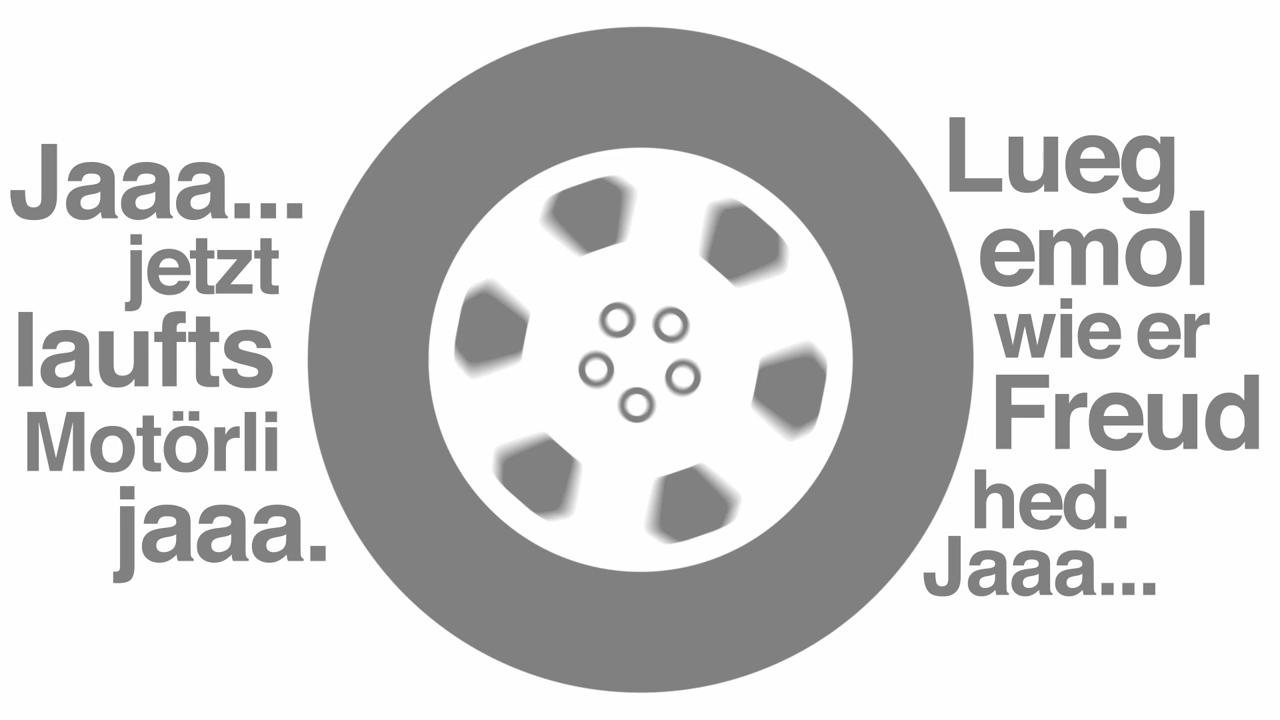 Jaaa...
jetzt
laufts
Motörli
jaaa.
Lueg
emol
wie er
Freud
hed.
Jaaa...